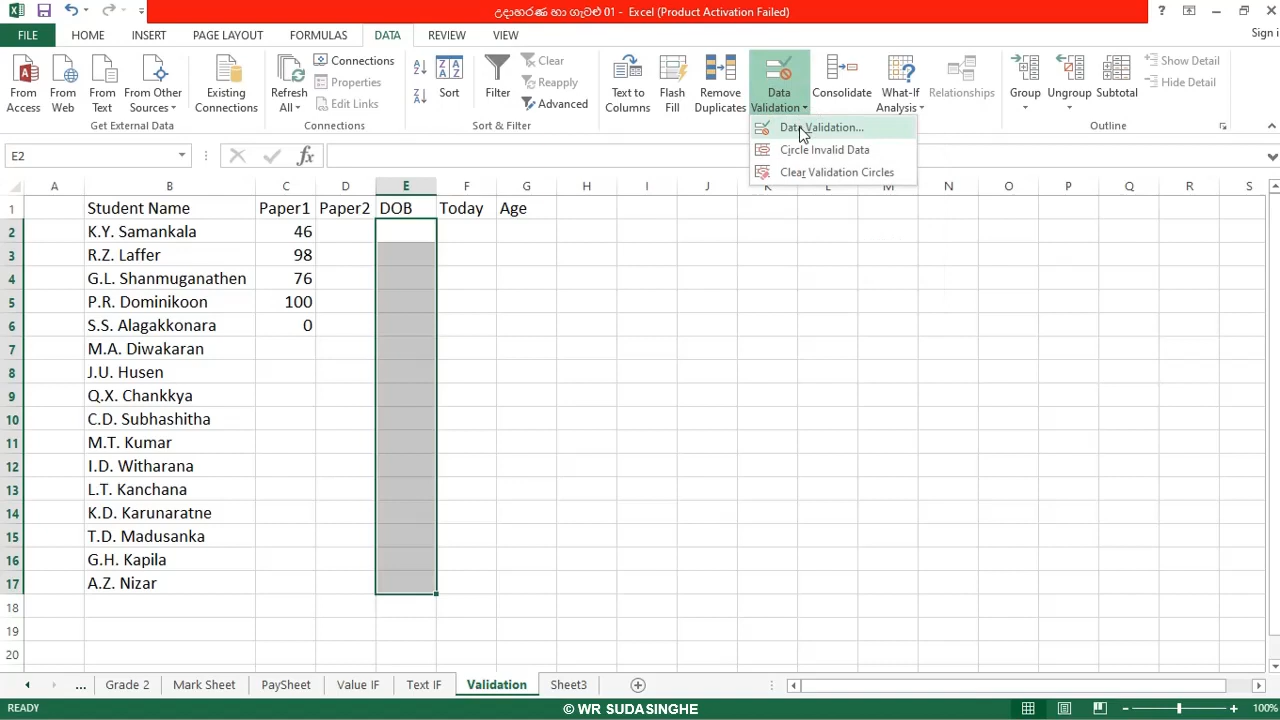 උදාහරණ හා ගැටළු 01 - Excel (Product Activation Failed)
?
FILE HOME INSERT PAGE LAYOUT FORMULAS DATA REVIEW VIEW Sign i
From Access
From Web
From Text
From Other Sources
Existing Connections
Get External Data
Refresh All
Connections
Properties
Edit Links
Connections
Sort
Filter
Clear
Reapply
Advanced
Sort & Filter
Text to Columns
Flash Fill
Remove Duplicates
Data Validation
Consolidate
What-If Analysis
Relationships
Group
Ungroup
Subtotal
Show Detail
Hide Detail
Outline
Data Validation...
Circle Invalid Data
Clear Validation Circles
E2 fx
A B C D E F G H I J K L M N O P Q R S
1 Student Name Paper1 Paper2 DOB Today Age
2 K.Y. Samankala 46
3 R.Z. Laffer 98
4 G.L. Shanmuganathen 76
5 P.R. Dominikoon 100
6 S.S. Alagakkonara 0
7 M.A. Diwakaran
8 J.U. Husen
9 Q.X. Chankkya
10 C.D. Subhashitha
11 M.T. Kumar
12 I.D. Witharana
13 L.T. Kanchana
14 K.D. Karunaratne
15 T.D. Madusanka
16 G.H. Kapila
17 A.Z. Nizar
18
19
20
... Grade 2 Mark Sheet PaySheet Value IF Text IF Validation Sheet3
READY © WR SUDASINGHE 100%